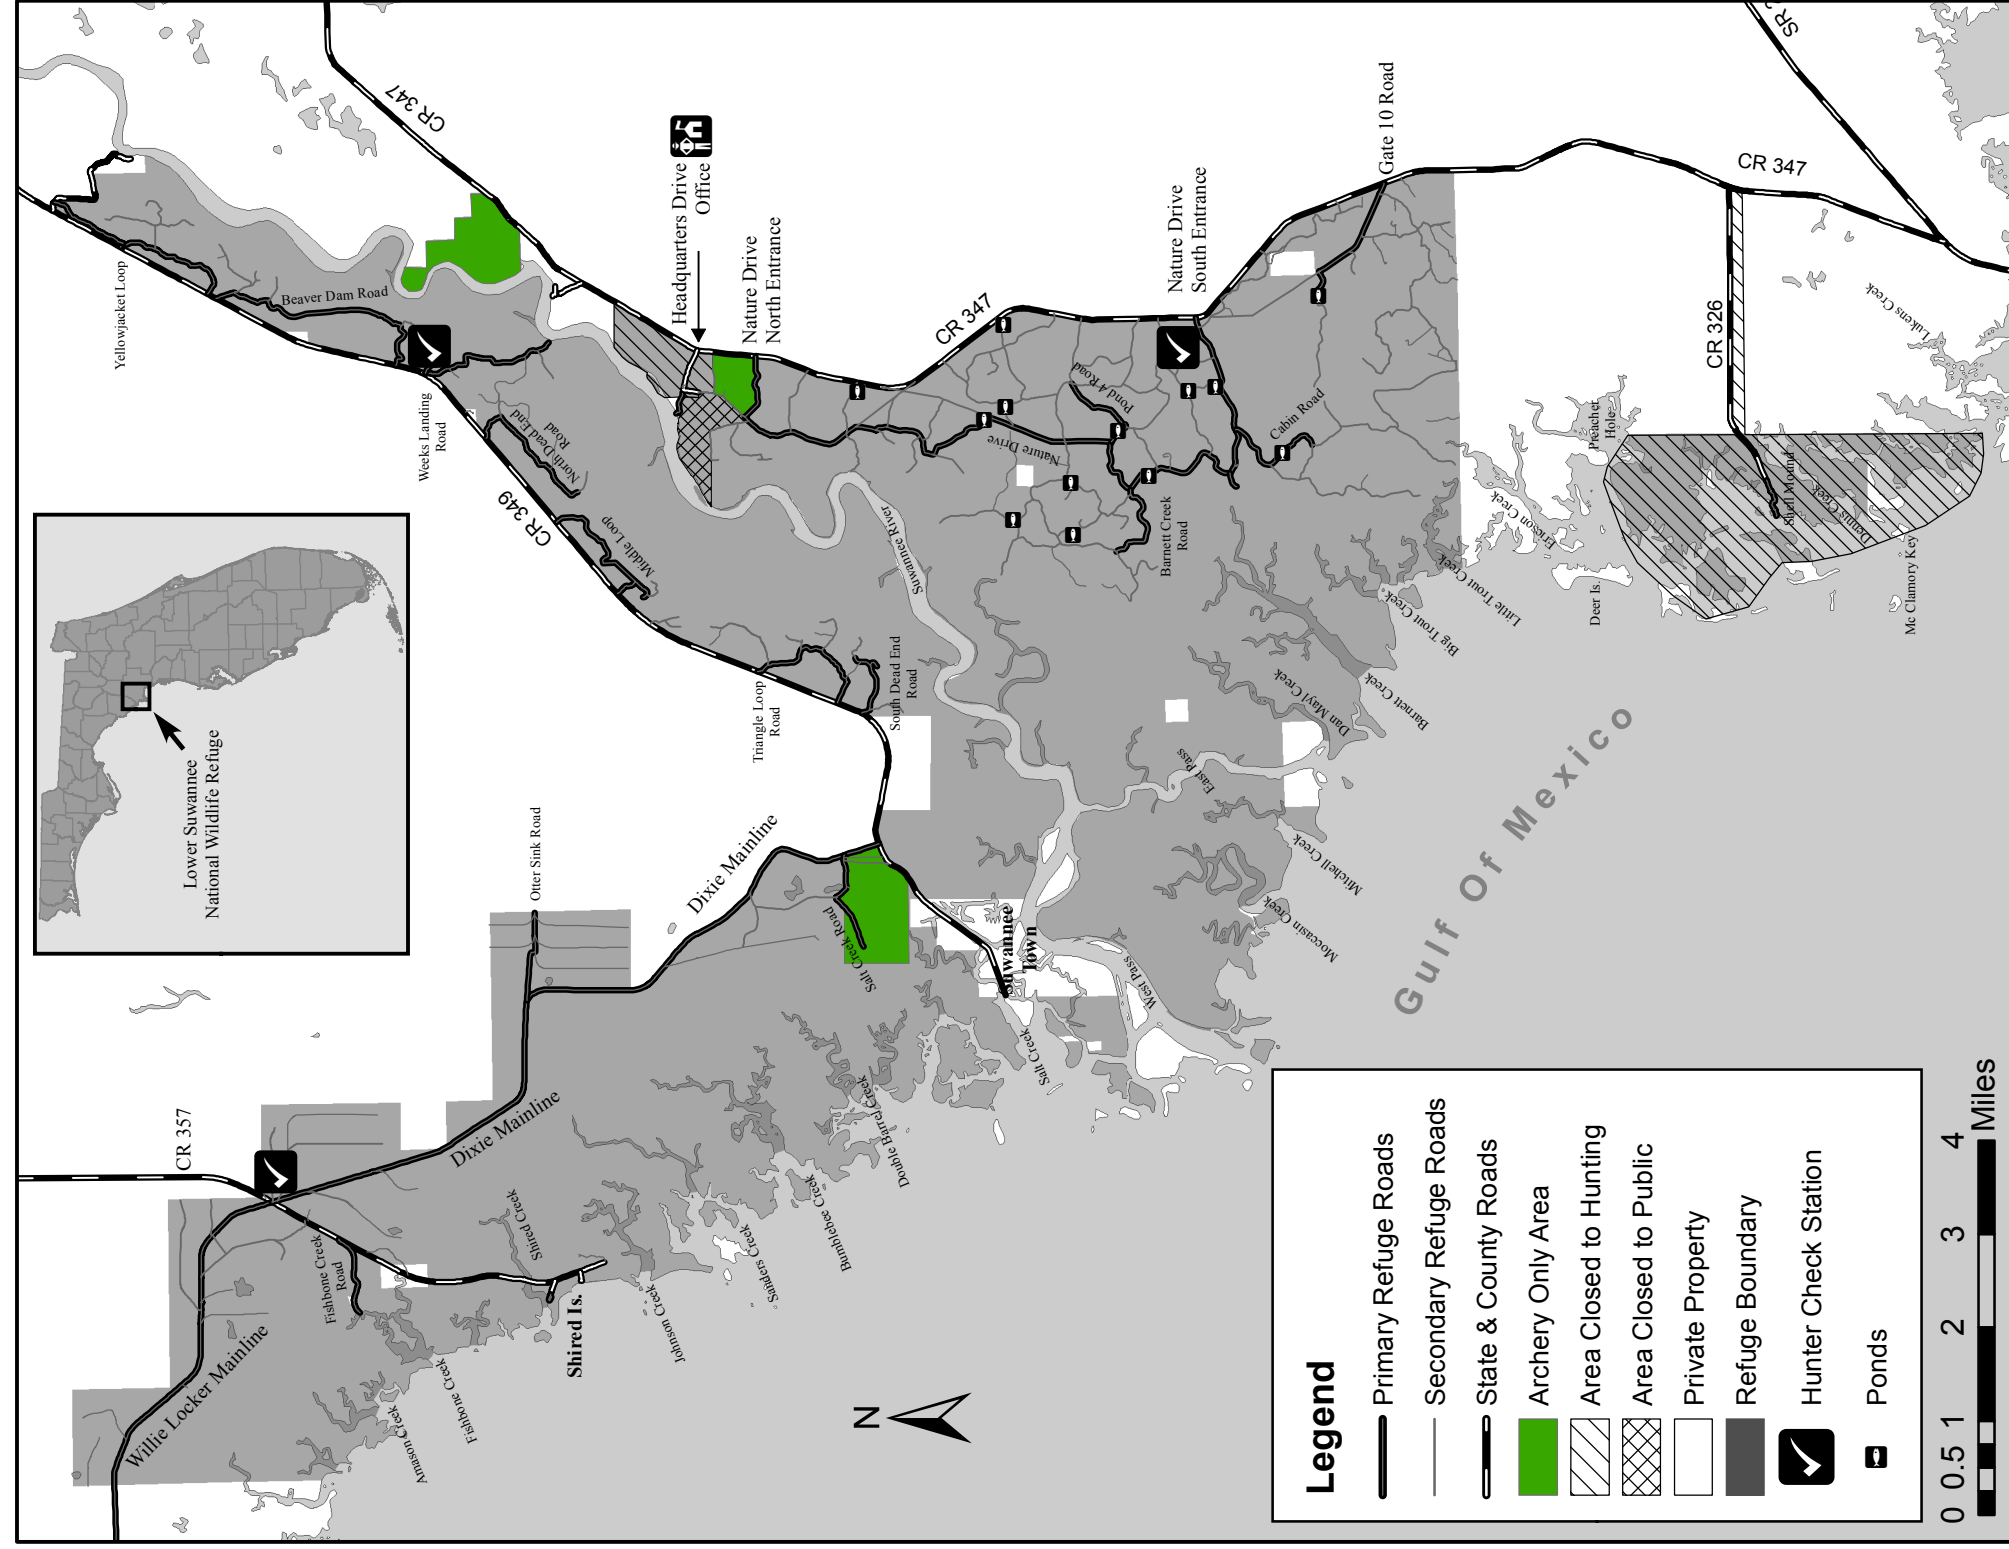 Lower Suwannee
National Wildlife Refuge
CR 357
Willie Locker Mainline
Fishbone Creek
Road
Dixie Mainline
Otter Sink Road
Dixie Mainline
Amason Creek
Fishbone Creek
Shired Creek
Shired Is.
Johnson Creek
Sanders Creek
Bumblebee Creek
Double Barrel Creek
Salt Creek Road
Salt Creek
Suwannee
Town
West Pass
Moccasin Creek
Mitchell Creek
East Pass
Dan Mayl Creek
Barnett Creek
Big Trout Creek
Little Trout Creek
Gulf Of Mexico
Yellowjacket Loop
Beaver Dam Road
Weeks Landing
Road
North Dead End
Road
CR 349
Middle Loop
Triangle Loop
Road
South Dead End
Road
Suwannee River
CR 347
Headquarters Drive
Office
Nature Drive
North Entrance
CR 347
Nature Drive
Pond 4 Road
Barnett Creek
Road
Cabin Road
Nature Drive
South Entrance
Gate 10 Road
CR 347
SR 2
CR 326
Preacher
Hole
Ericson Creek
Deer Is.
Shell Mound
Dennis Creek
Mc Clamory Key
Lukens Creek
N
Legend
Primary Refuge Roads
Secondary Refuge Roads
State & County Roads
Archery Only Area
Area Closed to Hunting
Area Closed to Public
Private Property
Refuge Boundary
Hunter Check Station
Ponds
0 0.5 1 2 3 4
Miles